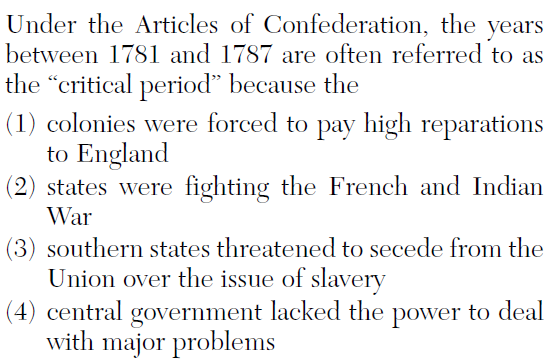 Under the Articles of Confederation, the years
between 1781 and 1787 are often referred to as
the “critical period” because the
(1) colonies were forced to pay high reparations
to England
(2) states were fighting the French and Indian
War
(3) southern states threatened to secede from the
Union over the issue of slavery
(4) central government lacked the power to deal
with major problems